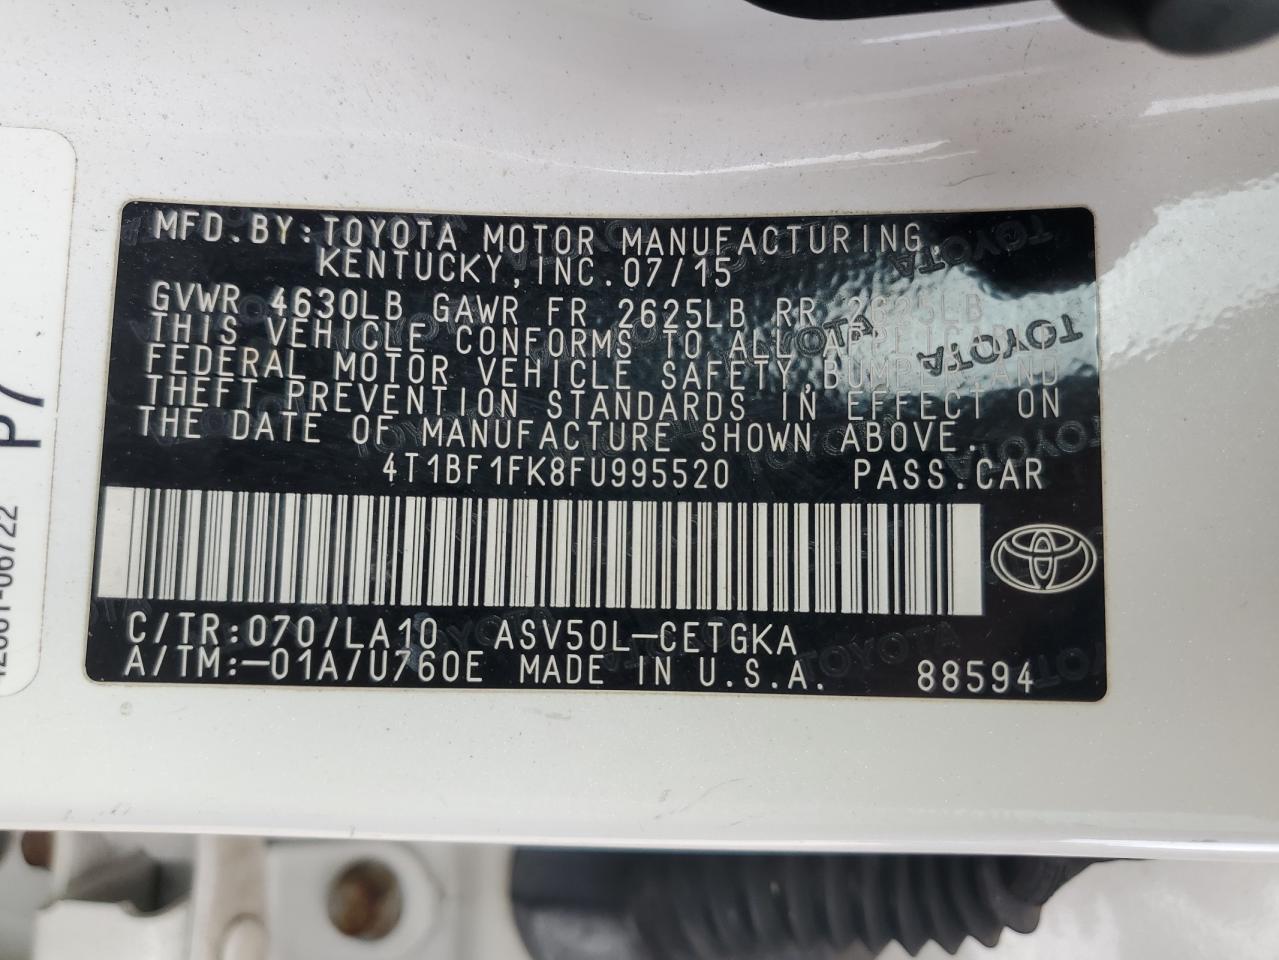 MFD.BY:TOYOTA MOTOR MANUFACTURING,
KENTUCKY,INC.07/15
GVWR 4630LB GAWR FR 2625LB RR 2625LB
THIS VEHICLE CONFORMS TO ALL APPLICABLE
FEDERAL MOTOR VEHICLE SAFETY,BUMPER,AND
THEFT PREVENTION STANDARDS IN EFFECT ON
THE DATE OF MANUFACTURE SHOWN ABOVE.
4T1BF1FK8FU995520 PASS.CAR
C/TR:070/LA10 ASV50L-CETGKA
A/TM:-01A/U760E MADE IN U.S.A. 88594
TOYOTA
P7